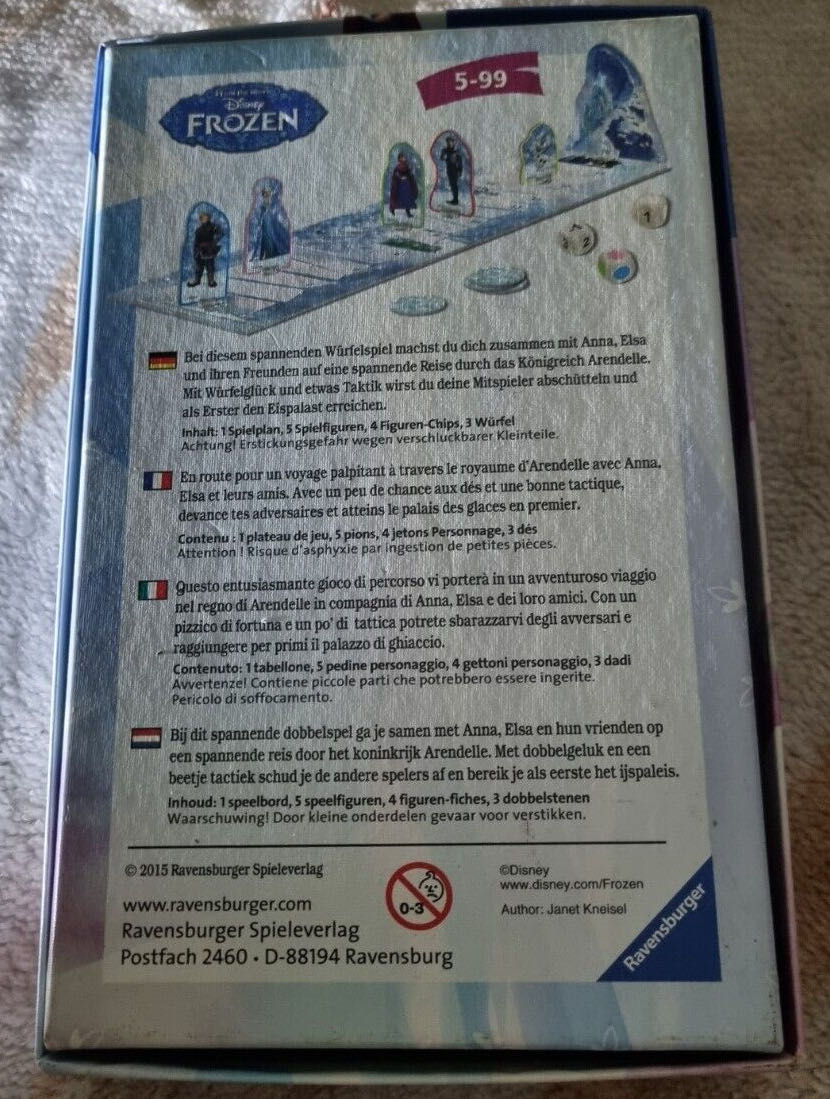 5-99
Disney
FROZEN
1
2
Bei diesem spannenden Würfelspiel machst du dich zusammen mit Anna, Elsa
und ihren Freunden auf eine spannende Reise durch das Königreich Arendelle.
Mit Würfelglück und etwas Taktik wirst du deine Mitspieler abschütteln und
als Erster den Eispalast erreichen.
Inhalt: 1 Spielplan, 5 Spielfiguren, 4 Figuren-Chips, 3 Würfel
Achtung! Erstickungsgefahr wegen verschluckbarer Kleinteile.
En route pour un voyage palpitant à travers le royaume d'Arendelle avec Anna,
Elsa et leurs amis. Avec un peu de chance aux dés et une bonne tactique,
devance tes adversaires et atteins le palais des glaces en premier.
Contenu : 1 plateau de jeu, 5 pions, 4 jetons Personnage, 3 dés
Attention ! Risque d'asphyxie par ingestion de petites pièces.
Questo entusiasmante gioco di percorso vi porterà in un avventuroso viaggio
nel regno di Arendelle in compagnia di Anna, Elsa e dei loro amici. Con un
pizzico di fortuna e un po' di tattica potrete sbarazzarvi degli avversari e
raggiungere per primi il palazzo di ghiaccio.
Contenuto: 1 tabellone, 5 pedine personaggio, 4 gettoni personaggio, 3 dadi
Avvertenze! Contiene piccole parti che potrebbero essere ingerite.
Pericolo di soffocamento.
Bij dit spannende dobbelspel ga je samen met Anna, Elsa en hun vrienden op
een spannende reis door het koninkrijk Arendelle. Met dobbelgeluk en een
beetje tactiek schud je de andere spelers af en bereik je als eerste het ijspaleis.
Inhoud: 1 speelbord, 5 speelfiguren, 4 figuren-fiches, 3 dobbelstenen
Waarschuwing! Door kleine onderdelen gevaar voor verstikken.
© 2015 Ravensburger Spieleverlag
www.ravensburger.com
Ravensburger Spieleverlag
Postfach 2460 • D-88194 Ravensburg
0-3
©Disney
www.disney.com/Frozen
Author: Janet Kneisel
Ravensburger